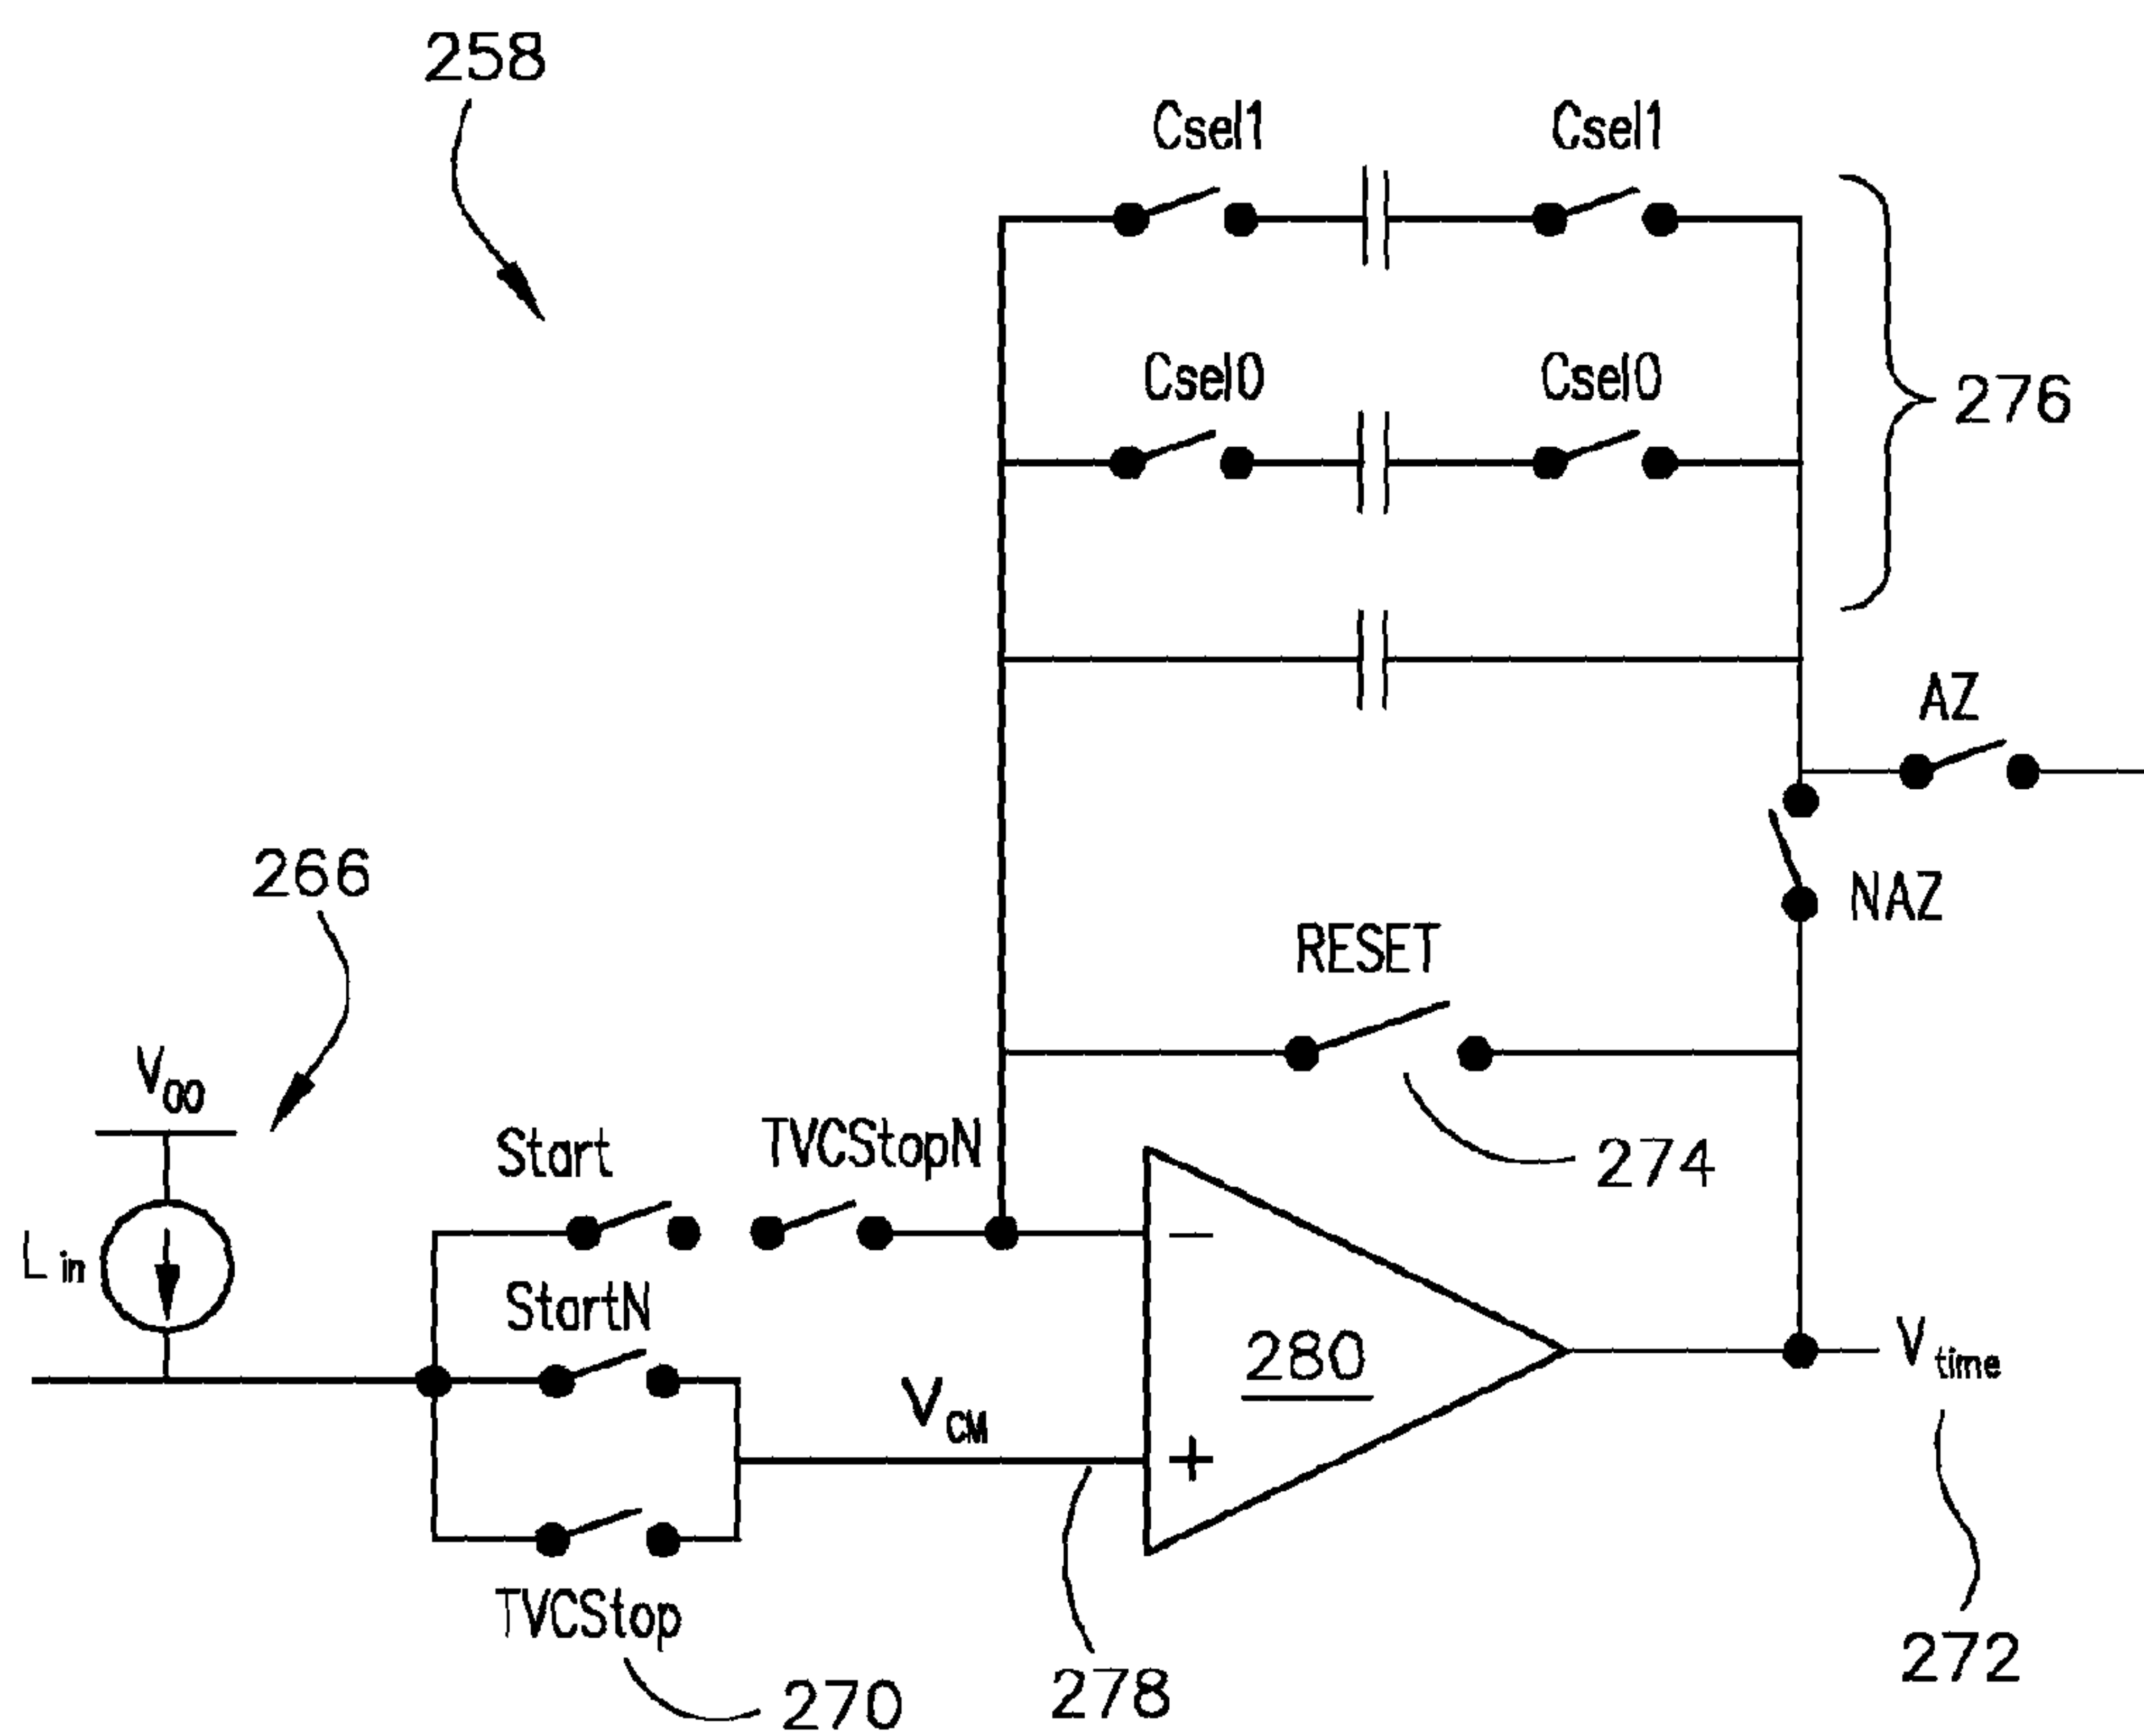 258
Csel1
Csel1
Csel0
Csel0
276
AZ
266
NAZ
RESET
V00
Start
TVCStopN
274
Lin
StartN
280
Vtime
VCM
−
+
TVCStop
272
278
270